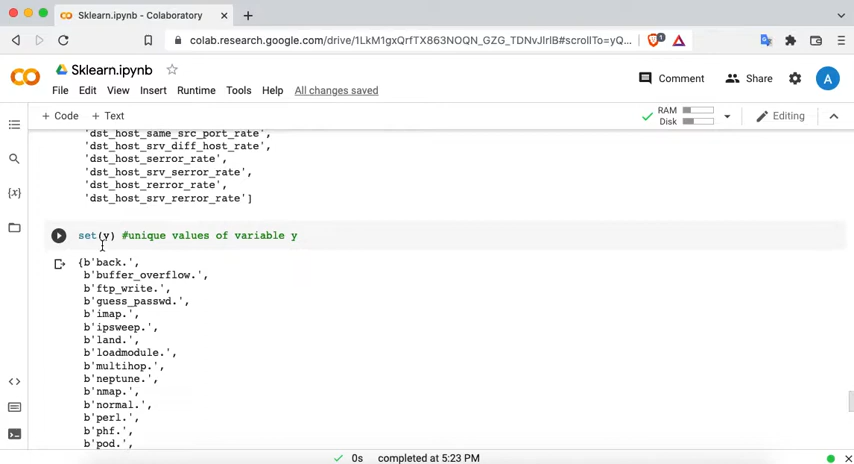 Sklearn.ipynb - Colaboratory
colab.research.google.com/drive/1LkM1gxQrfTX863NOQN_GZG_TDNvJIrlB#scrollTo=yQ...
1
Sklearn.ipynb
Comment
Share
A
File Edit View Insert Runtime Tools Help All changes saved
+ Code + Text
RAM
Disk
Editing
'dst_host_same_src_port_rate',
'dst_host_srv_diff_host_rate',
'dst_host_serror_rate',
'dst_host_srv_serror_rate',
'dst_host_rerror_rate',
'dst_host_srv_rerror_rate']
set(y) #unique values of variable y
{b'back.',
b'buffer_overflow.',
b'ftp_write.',
b'guess_passwd.',
b'imap.',
b'ipsweep.',
b'land.',
b'loadmodule.',
b'multihop.',
b'neptune.',
b'nmap.',
b'normal.',
b'perl.',
b'phf.',
b'pod.',
0s completed at 5:23 PM